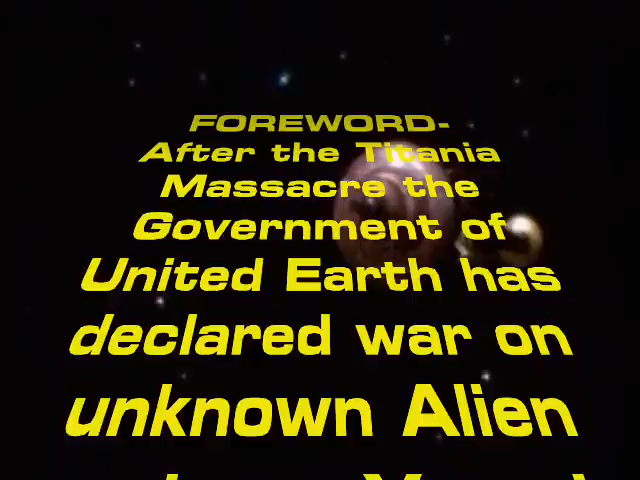 FOREWORD-
After the Titania
Massacre the
Government of
United Earth has
declared war on
unknown Alien